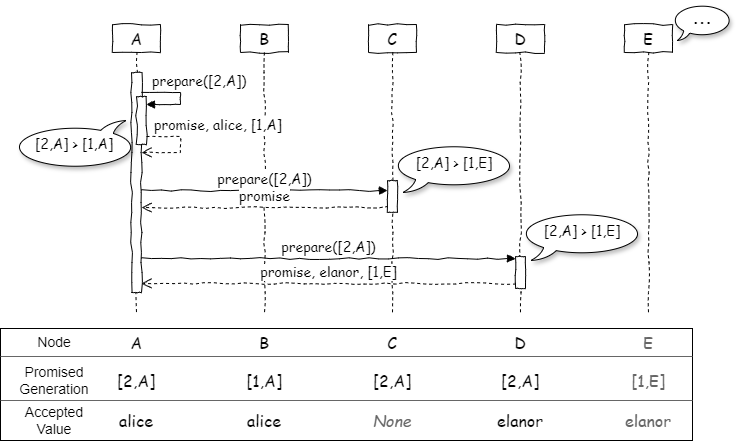 A B C D E ...
prepare([2,A])
promise, alice, [1,A]
[2,A] > [1,A]
[2,A] > [1,E]
prepare([2,A])
promise
[2,A] > [1,E]
prepare([2,A])
promise, elanor, [1,E]
Node A B C D E
Promised
Generation [2,A] [1,A] [2,A] [2,A] [1,E]
Accepted
Value alice alice None elanor elanor